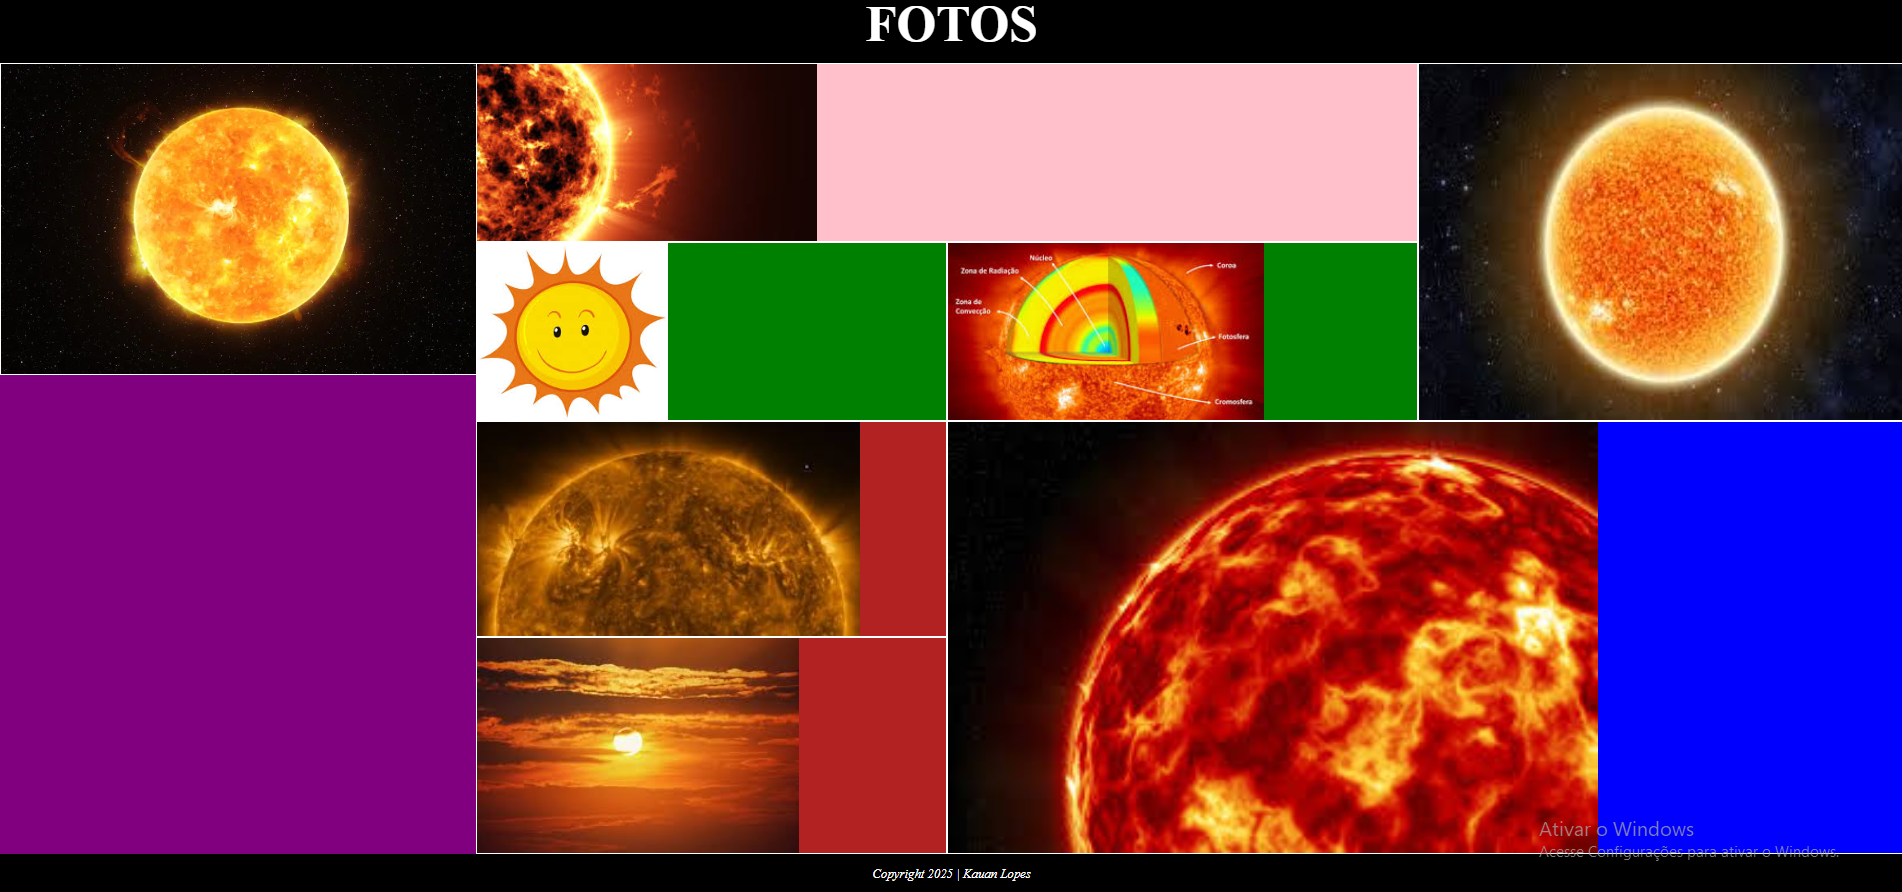 FOTOS
Núcleo
Coroa
Zona de Radiação
Zona de
Convecção
Fotosfera
Cromosfera
Ativar o Windows
Acesse Configurações para ativar o Windows.
Copyright 2025 | Kauan Lopes